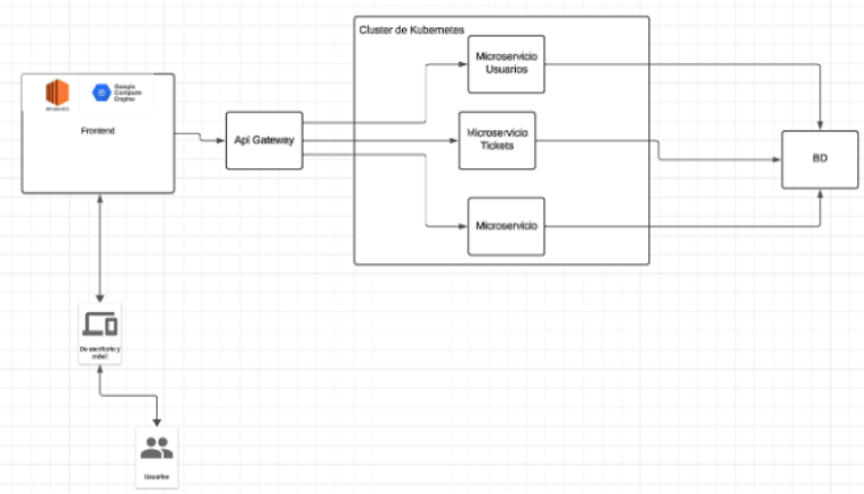 Cluster de Kubernetes
Microservicio
Usuarios
Google
Compute
Engine
Frontend
Api Gateway
Microservicio
Tickets
BD
Microservicio
De escritorio y
móvil
Usuarios